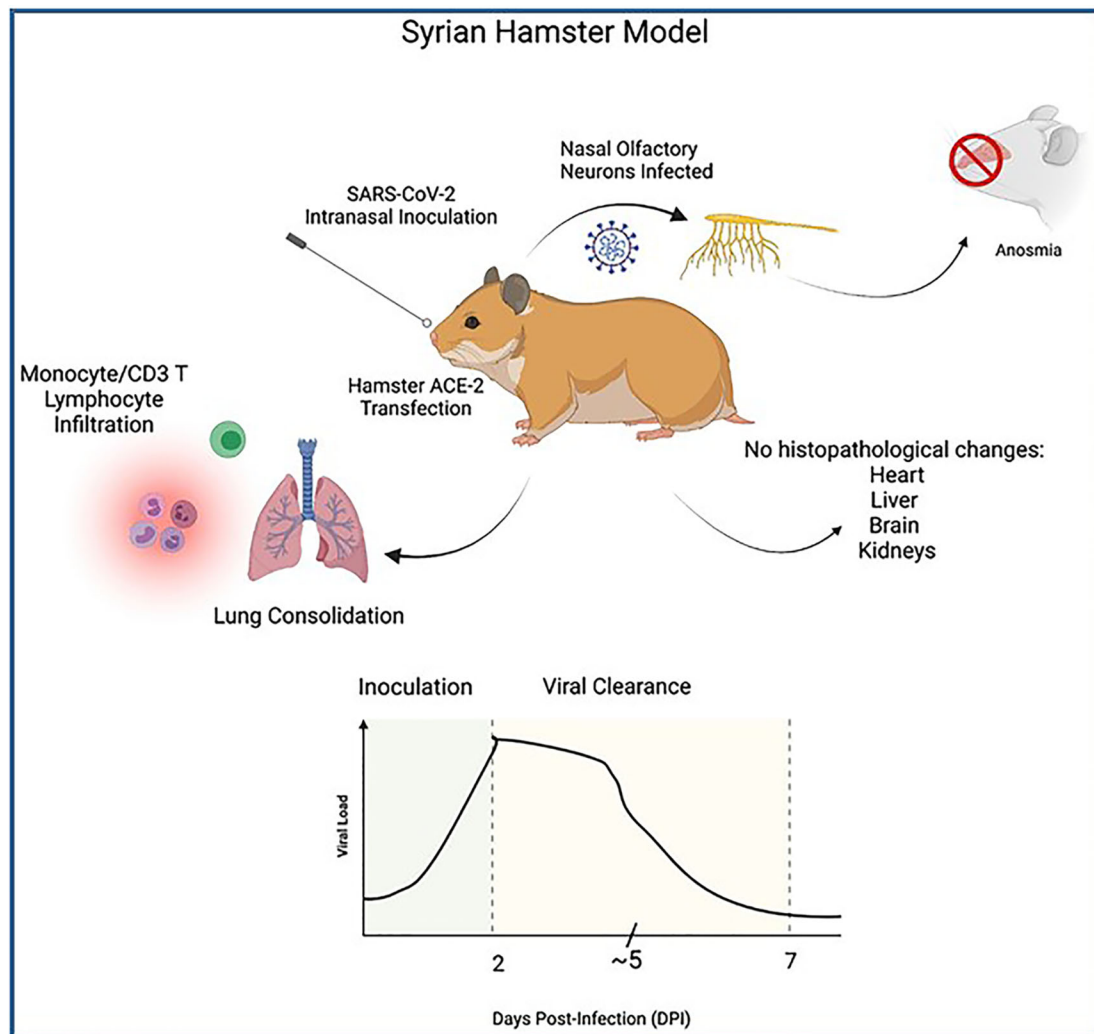 Syrian Hamster Model
Nasal Olfactory
Neurons Infected
SARS-CoV-2
Intranasal Inoculation
Anosmia
Monocyte/CD3 T
Lymphocyte
Infiltration
Hamster ACE-2
Transfection
No histopathological changes:
Heart
Liver
Brain
Kidneys
Lung Consolidation
Inoculation
Viral Clearance
Viral Load
2
~5
7
Days Post-Infection (DPI)